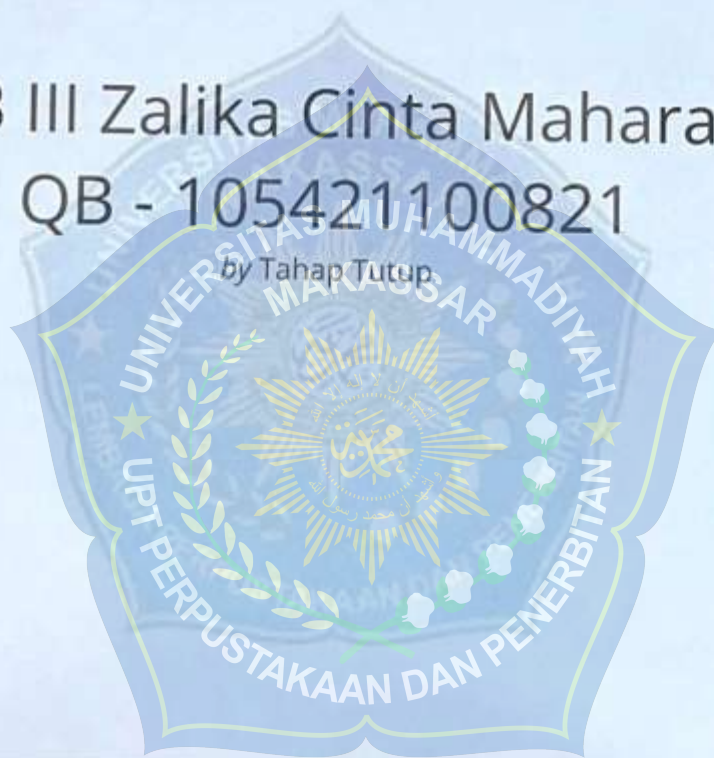 III Zalika Cinta Mahara
QB - 105421100821
by Tahap Tutup
UNIVERSITAS MUHAMMADIYAH
MAKASSAR
UPT PERPUSTAKAAN DAN PENERBITAN